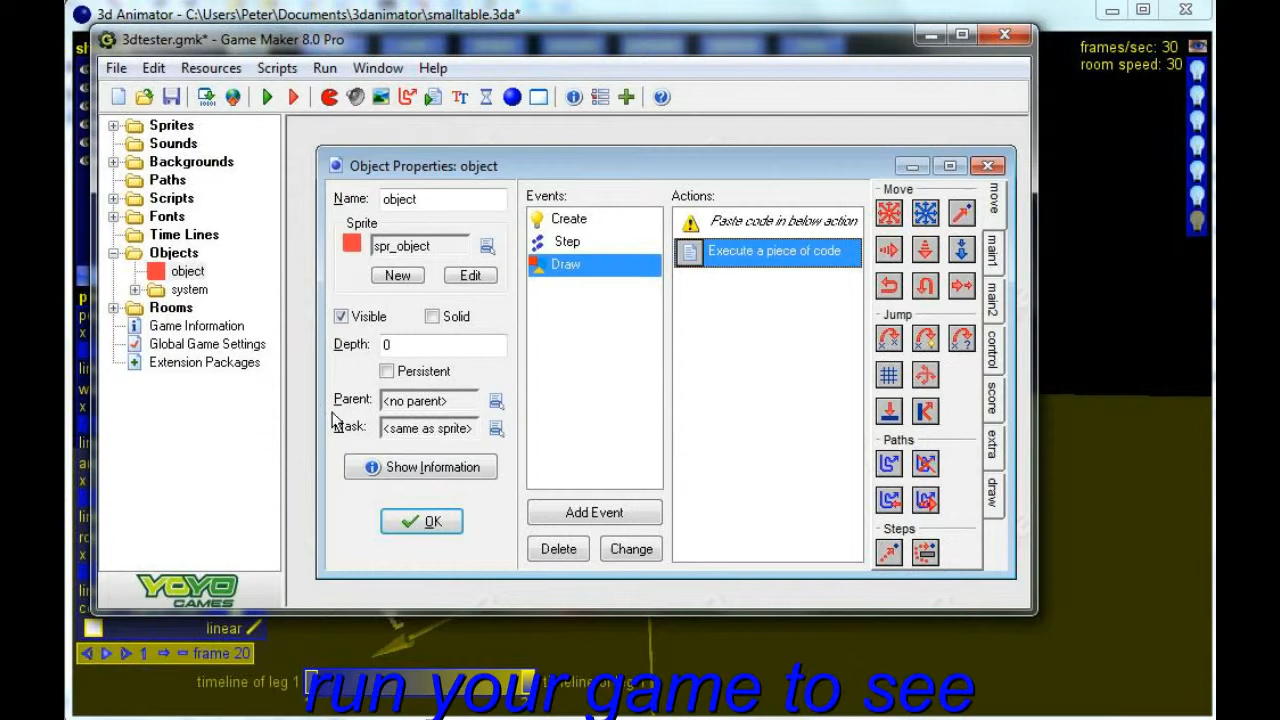 3d Animator - C:\Users\Peter\Documents\3danimator\smalltable.3da*
3dtester.gmk* - Game Maker 8.0 Pro
frames/sec: 30
room speed: 30
File Edit Resources Scripts Run Window Help
Sprites
Sounds
Backgrounds
Paths
Scripts
Fonts
Time Lines
Objects
object
system
Rooms
Game Information
Global Game Settings
Extension Packages
YOYO
GAMES
Object Properties: object
Name: object
Sprite
spr_object
New Edit
Visible Solid
Depth: 0
Persistent
Parent: <no parent>
Mask: <same as sprite>
Show Information
OK
Events:
Create
Step
Draw
Add Event
Delete Change
Actions:
Paste code in below action
Execute a piece of code
Move
Jump
Paths
Steps
move
main1
main2
control
score
extra
draw
linear
1 frame 20
timeline of leg 1
run your game to see